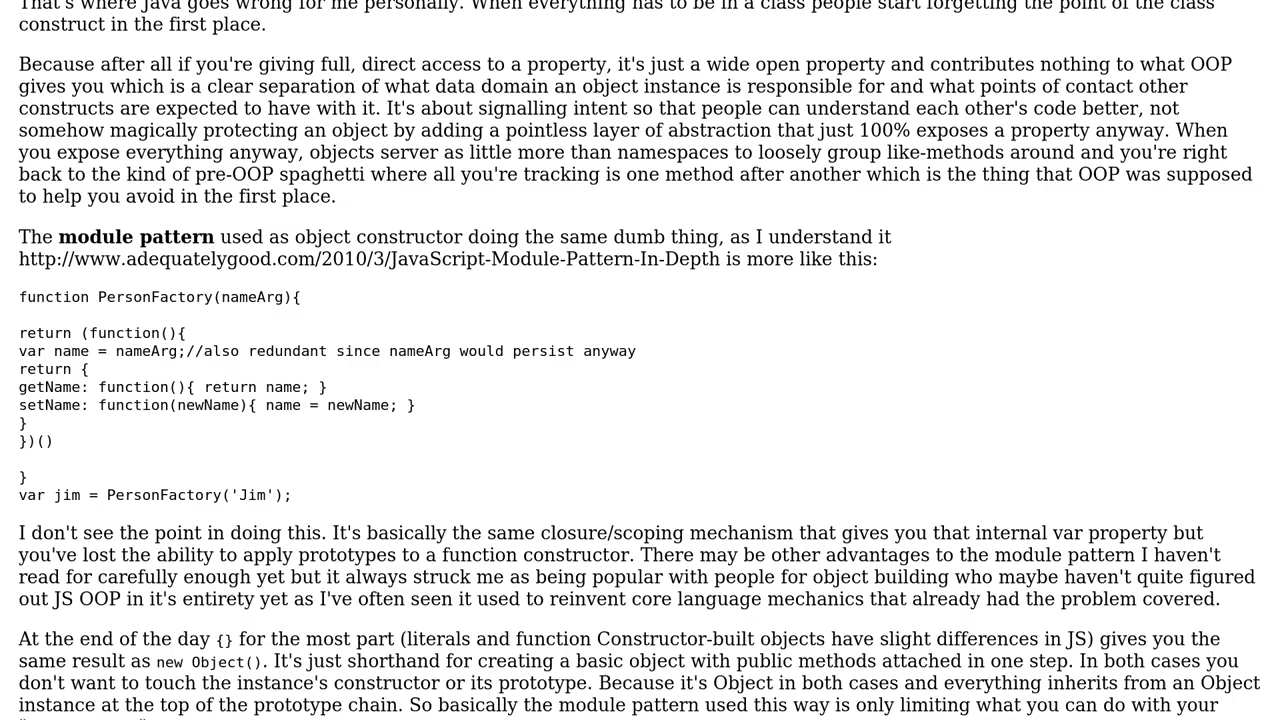 That's where Java goes wrong for me personally. When everything has to be in a class people start forgetting the point of the class
construct in the first place.
Because after all if you're giving full, direct access to a property, it's just a wide open property and contributes nothing to what OOP
gives you which is a clear separation of what data domain an object instance is responsible for and what points of contact other
constructs are expected to have with it. It's about signalling intent so that people can understand each other's code better, not
somehow magically protecting an object by adding a pointless layer of abstraction that just 100% exposes a property anyway. When
you expose everything anyway, objects server as little more than namespaces to loosely group like-methods around and you're right
back to the kind of pre-OOP spaghetti where all you're tracking is one method after another which is the thing that OOP was supposed
to help you avoid in the first place.
The module pattern used as object constructor doing the same dumb thing, as I understand it
http://www.adequatelygood.com/2010/3/JavaScript-Module-Pattern-In-Depth is more like this:
function PersonFactory(nameArg){
return (function(){
var name = nameArg;//also redundant since nameArg would persist anyway
return {
getName: function(){ return name; }
setName: function(newName){ name = newName; }
}
})()
}
var jim = PersonFactory('Jim');
I don't see the point in doing this. It's basically the same closure/scoping mechanism that gives you that internal var property but
you've lost the ability to apply prototypes to a function constructor. There may be other advantages to the module pattern I haven't
read for carefully enough yet but it always struck me as being popular with people for object building who maybe haven't quite figured
out JS OOP in it's entirety yet as I've often seen it used to reinvent core language mechanics that already had the problem covered.
At the end of the day {} for the most part (literals and function Constructor-built objects have slight differences in JS) gives you the
same result as new Object(). It's just shorthand for creating a basic object with public methods attached in one step. In both cases you
don't want to touch the instance's constructor or its prototype. Because it's Object in both cases and everything inherits from an Object
instance at the top of the prototype chain. So basically the module pattern used this way is only limiting what you can do with your